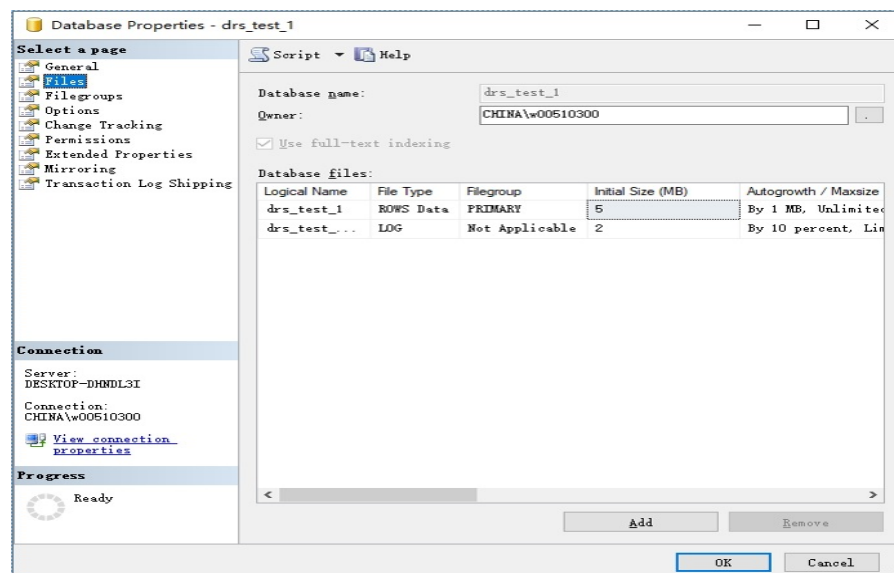 Database Properties - drs_test_1
Select a page
General
Files
Filegroups
Options
Change Tracking
Permissions
Extended Properties
Mirroring
Transaction Log Shipping
Connection
Server:
DESKTOP-DHNDL3I
Connection:
CHINA\w00510300
View connection
properties
Progress
Ready
Script Help
Database name: drs_test_1
Owner: CHINA\w00510300
Use full-text indexing
Database files:
Logical Name File Type Filegroup Initial Size (MB) Autogrowth / Maxsize
drs_test_1 ROWS Data PRIMARY 5 By 1 MB, Unlimited
drs_test_... LOG Not Applicable 2 By 10 percent, Lim
Add Remove
OK Cancel